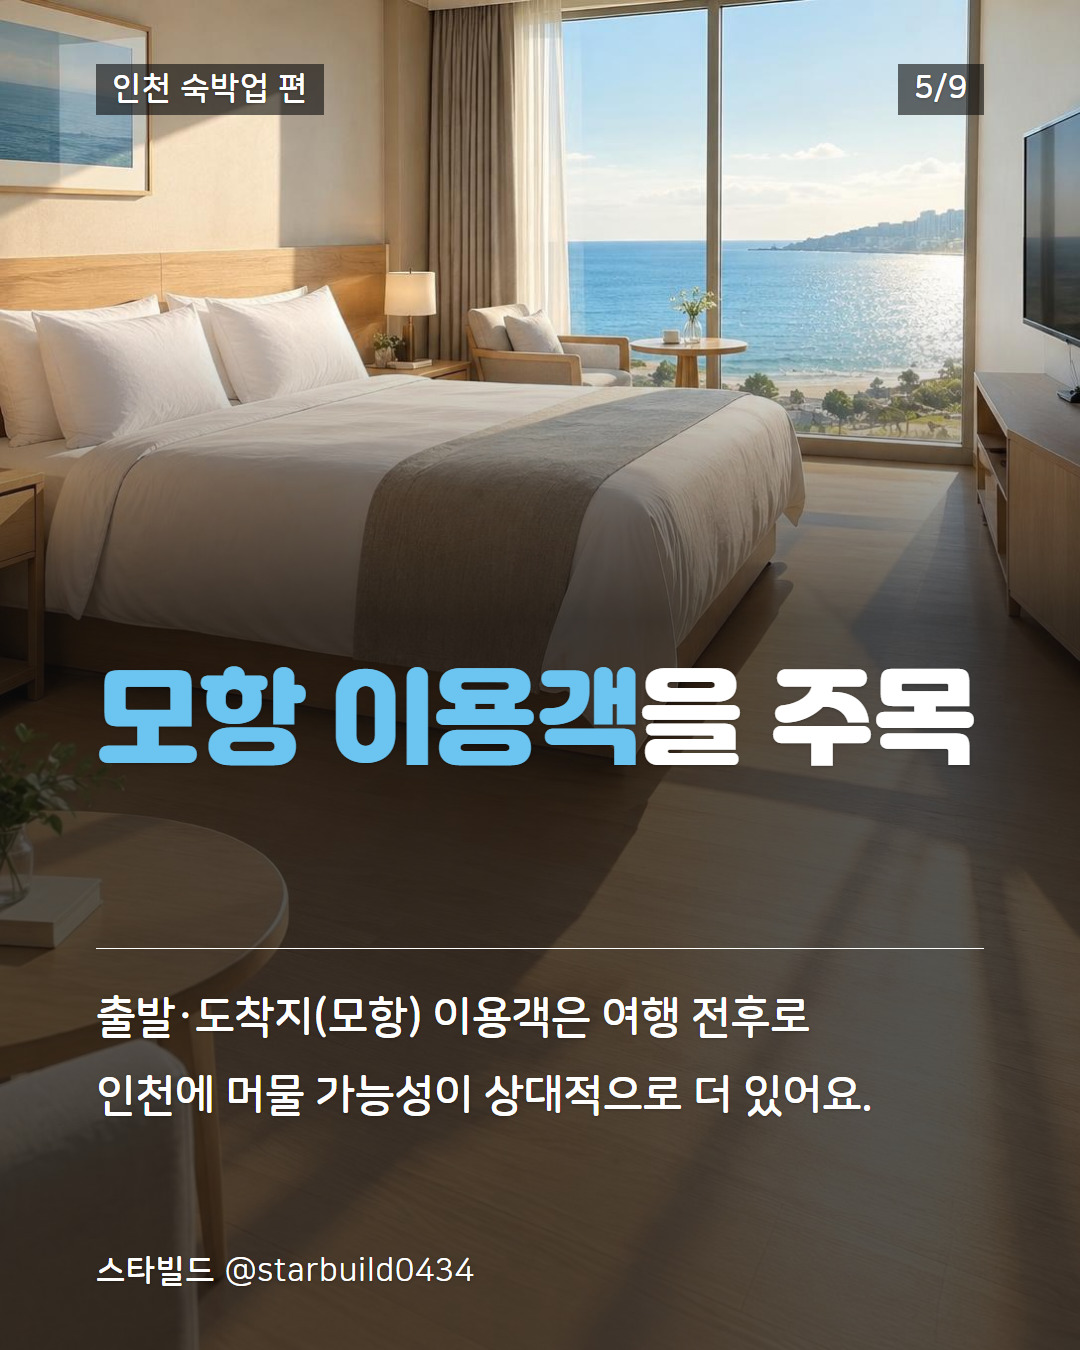 인천 숙박업 편
5/9
모항 이용객을 주목
출발·도착지(모항) 이용객은 여행 전후로
인천에 머물 가능성이 상대적으로 더 있어요.
스타빌드 @starbuild0434